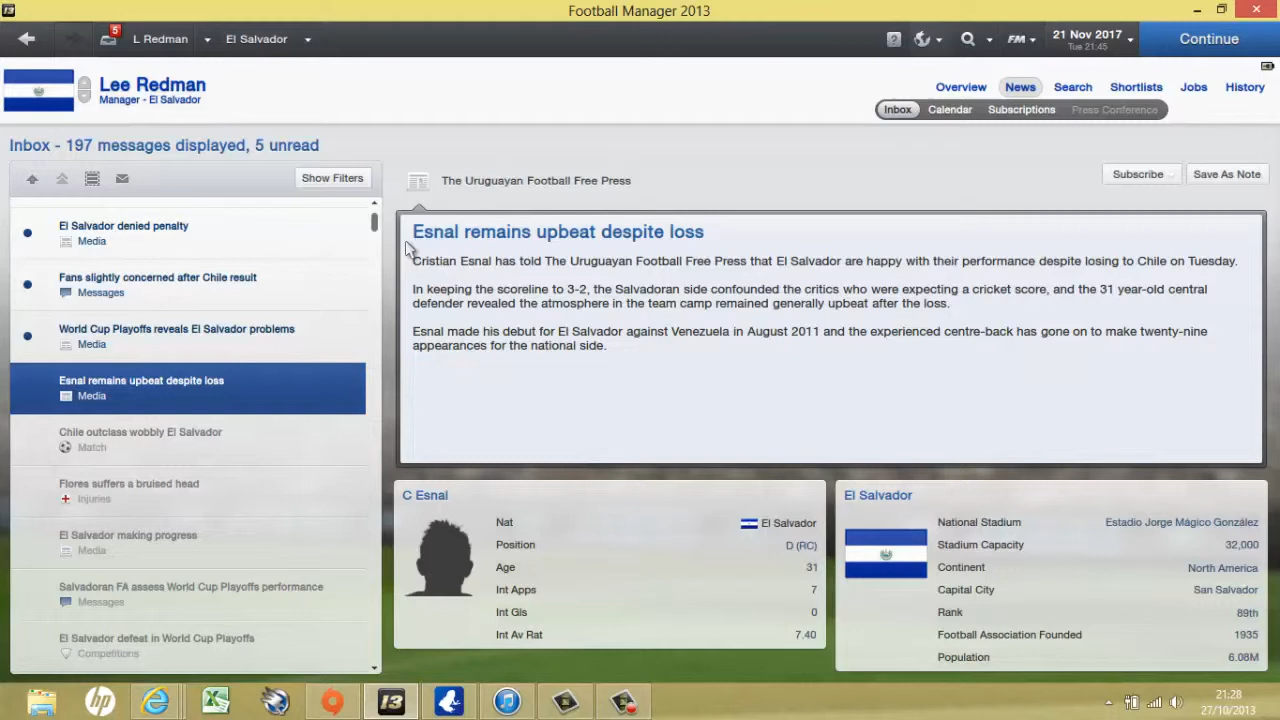 13
Football Manager 2013
5
L Redman
El Salvador
?
FM
21 Nov 2017
Tue 21:45
Continue
Lee Redman
Manager - El Salvador
Overview
News
Search
Shortlists
Jobs
History
Inbox
Calendar
Subscriptions
Press Conference
Inbox - 197 messages displayed, 5 unread
Show Filters
El Salvador denied penalty
Media
Fans slightly concerned after Chile result
Messages
World Cup Playoffs reveals El Salvador problems
Media
Esnal remains upbeat despite loss
Media
Chile outclass wobbly El Salvador
Match
Flores suffers a bruised head
Injuries
El Salvador making progress
Media
Salvadoran FA assess World Cup Playoffs performance
Messages
El Salvador defeat in World Cup Playoffs
Competitions
The Uruguayan Football Free Press
Subscribe
Save As Note
Esnal remains upbeat despite loss
Cristian Esnal has told The Uruguayan Football Free Press that El Salvador are happy with their performance despite losing to Chile on Tuesday.
In keeping the scoreline to 3-2, the Salvadoran side confounded the critics who were expecting a cricket score, and the 31 year-old central
defender revealed the atmosphere in the team camp remained generally upbeat after the loss.
Esnal made his debut for El Salvador against Venezuela in August 2011 and the experienced centre-back has gone on to make twenty-nine
appearances for the national side.
C Esnal
Nat El Salvador
Position D (RC)
Age 31
Int Apps 7
Int Gls 0
Int Av Rat 7.40
El Salvador
National Stadium Estadio Jorge Mágico González
Stadium Capacity 32,000
Continent North America
Capital City San Salvador
Rank 89th
Football Association Founded 1935
Population 6.08M
hp
13
21:28
27/10/2013